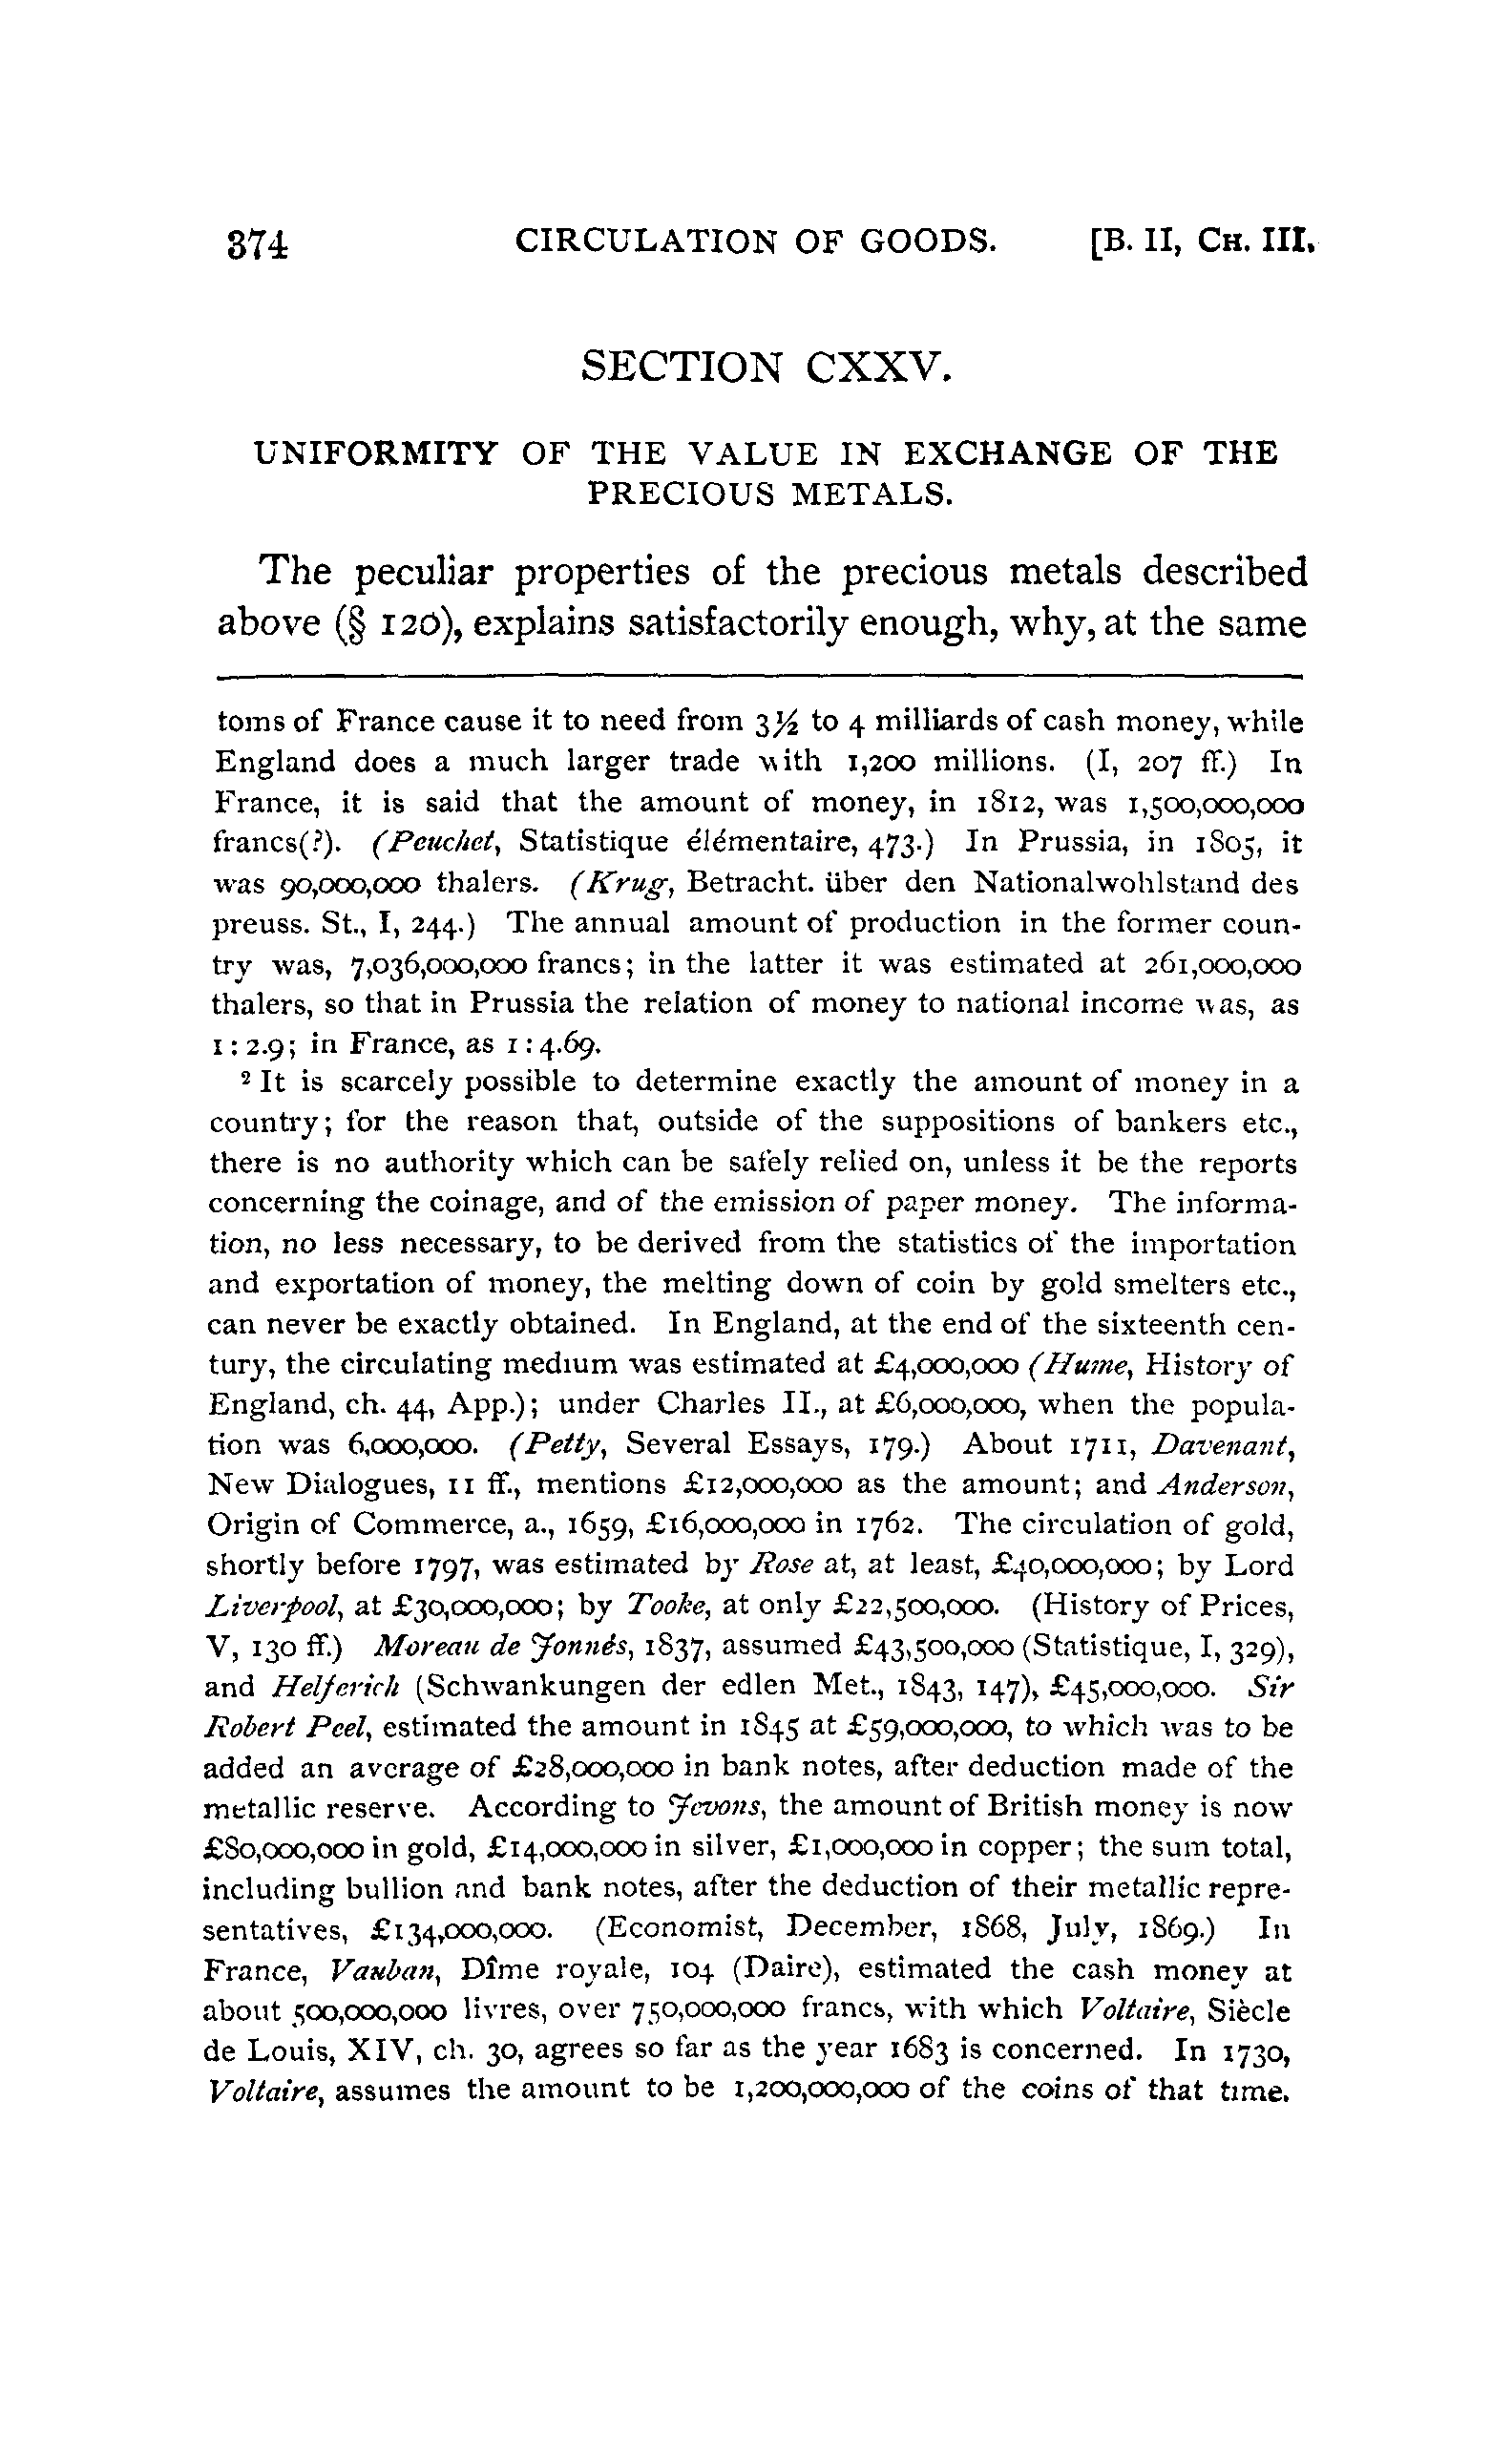 374 CIRCULATION OF GOODS. [B. II, CH. III.
SECTION CXXV.
UNIFORMITY OF THE VALUE IN EXCHANGE OF THE
PRECIOUS METALS.
The peculiar properties of the precious metals described
above (§ 120), explains satisfactorily enough, why, at the same
toms of France cause it to need from 3½ to 4 milliards of cash money, while
England does a much larger trade with 1,200 millions. (I, 207 ff.) In
France, it is said that the amount of money, in 1812, was 1,500,000,000
francs(?). (Peuchet, Statistique élémentaire, 473.) In Prussia, in 1805, it
was 90,000,000 thalers. (Krug, Betracht. über den Nationalwohlstand des
preuss. St., I, 244.) The annual amount of production in the former coun-
try was, 7,036,000,000 francs; in the latter it was estimated at 261,000,000
thalers, so that in Prussia the relation of money to national income was, as
1 : 2.9; in France, as 1 : 4.69.
² It is scarcely possible to determine exactly the amount of money in a
country; for the reason that, outside of the suppositions of bankers etc.,
there is no authority which can be safely relied on, unless it be the reports
concerning the coinage, and of the emission of paper money. The informa-
tion, no less necessary, to be derived from the statistics of the importation
and exportation of money, the melting down of coin by gold smelters etc.,
can never be exactly obtained. In England, at the end of the sixteenth cen-
tury, the circulating medium was estimated at £4,000,000 (Hume, History of
England, ch. 44, App.); under Charles II., at £6,000,000, when the popula-
tion was 6,000,000. (Petty, Several Essays, 179.) About 1711, Davenant,
New Dialogues, 11 ff., mentions £12,000,000 as the amount; and Anderson,
Origin of Commerce, a., 1659, £16,000,000 in 1762. The circulation of gold,
shortly before 1797, was estimated by Rose at, at least, £40,000,000; by Lord
Liverpool, at £30,000,000; by Tooke, at only £22,500,000. (History of Prices,
V, 130 ff.) Moreau de Jonnés, 1837, assumed £43,500,000 (Statistique, I, 329),
and Helferich (Schwankungen der edlen Met., 1843, 147), £45,000,000. Sir
Robert Peel, estimated the amount in 1845 at £59,000,000, to which was to be
added an average of £28,000,000 in bank notes, after deduction made of the
metallic reserve. According to Jevons, the amount of British money is now
£80,000,000 in gold, £14,000,000 in silver, £1,000,000 in copper; the sum total,
including bullion and bank notes, after the deduction of their metallic repre-
sentatives, £134,000,000. (Economist, December, 1868, July, 1869.) In
France, Vauban, Dîme royale, 104 (Daire), estimated the cash money at
about 500,000,000 livres, over 750,000,000 francs, with which Voltaire, Siècle
de Louis, XIV, ch. 30, agrees so far as the year 1683 is concerned. In 1730,
Voltaire, assumes the amount to be 1,200,000,000 of the coins of that time.